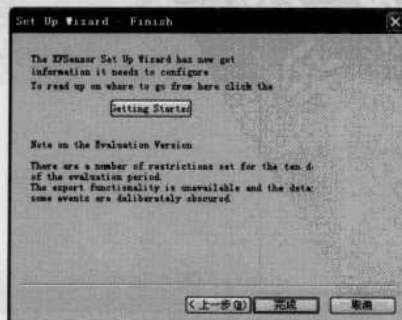 Set Up Wizard - Finish
The KFSensor Set Up Wizard has now got
information it needs to configure
To read up on where to go from here click the
Getting Started
Note on the Evaluation Version
There are a number of restrictions set for the ten d
of the evaluation period.
The export functionality is unavailable and the deta
some events are deliberately obscured
< 上一步(B)
完成
取消